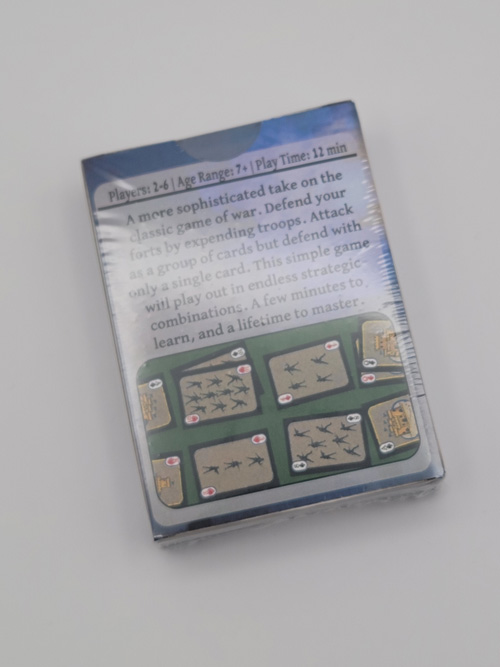 Players: 2-6 | Age Range: 7+ | Play Time: 12 min
A more sophisticated take on the
classic game of war. Defend your
forts by expending troops. Attack
as a group of cards but defend with
only a single card. This simple game
will play out in endless strategic
combinations. A few minutes to
learn, and a lifetime to master.